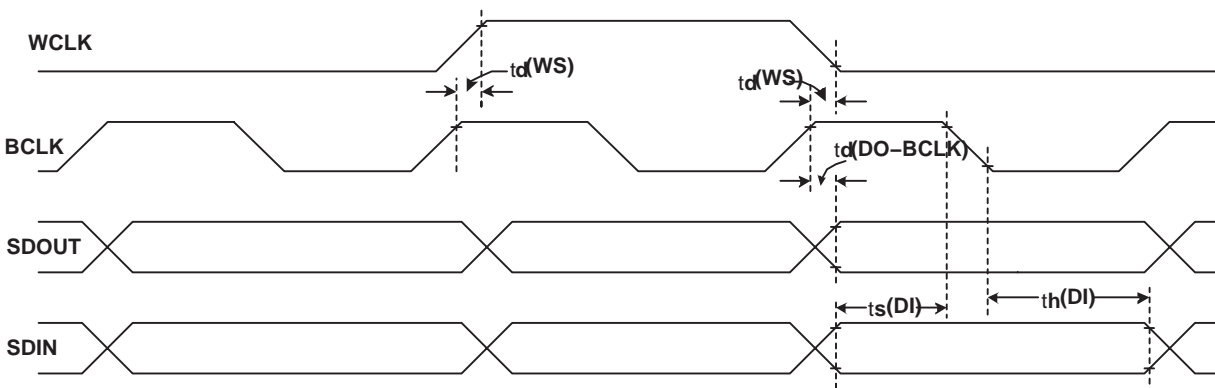 WCLK
td(WS)
td(WS)
BCLK
td(DO−BCLK)
SDOUT
ts(DI)
th(DI)
SDIN